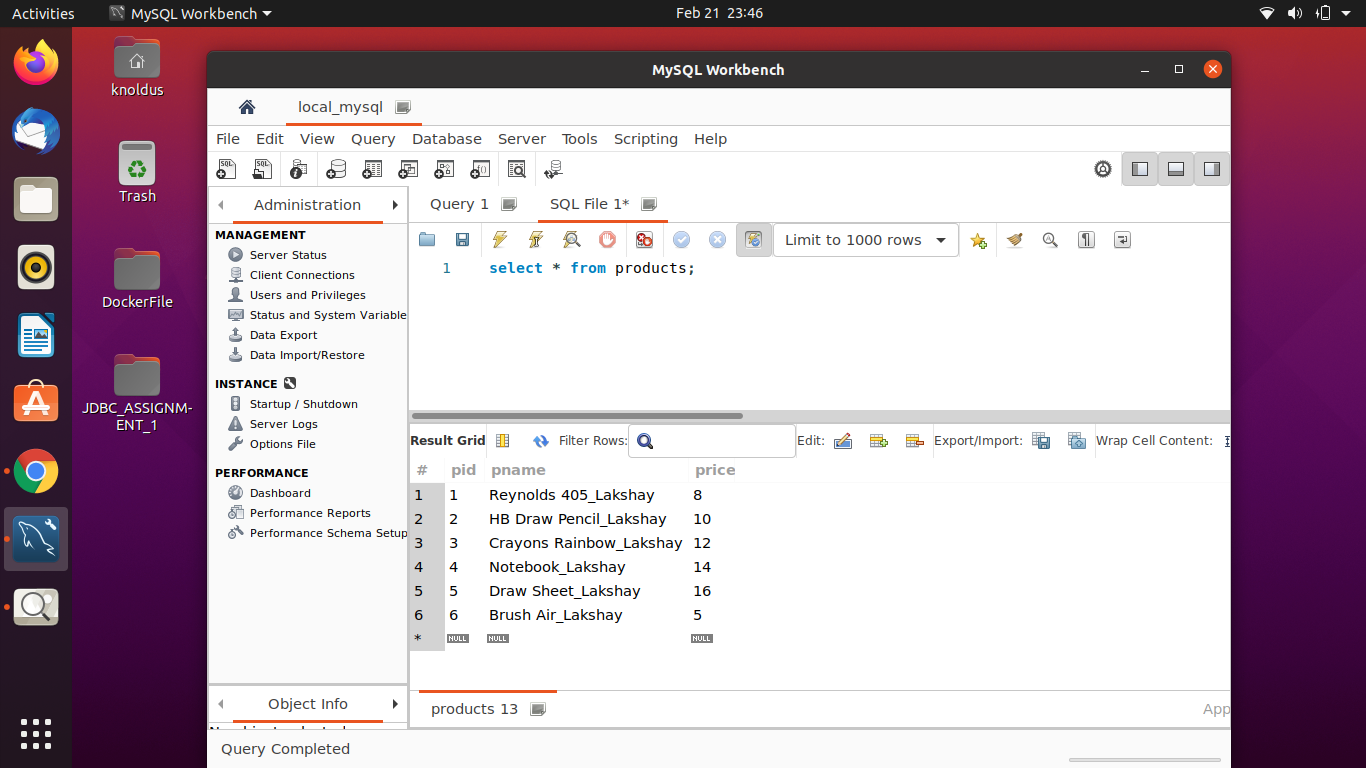 Activities MySQL Workbench Feb 21 23:46
knoldus
Trash
DockerFile
JDBC_ASSIGNM-
ENT_1
MySQL Workbench
local_mysql
File Edit View Query Database Server Tools Scripting Help
Administration
MANAGEMENT
Server Status
Client Connections
Users and Privileges
Status and System Variable
Data Export
Data Import/Restore
INSTANCE
Startup / Shutdown
Server Logs
Options File
PERFORMANCE
Dashboard
Performance Reports
Performance Schema Setup
Object Info
Query 1 SQL File 1*
Limit to 1000 rows
1 select * from products;
Result Grid Filter Rows: Edit: Export/Import: Wrap Cell Content:
# pid pname price
1 1 Reynolds 405_Lakshay 8
2 2 HB Draw Pencil_Lakshay 10
3 3 Crayons Rainbow_Lakshay 12
4 4 Notebook_Lakshay 14
5 5 Draw Sheet_Lakshay 16
6 6 Brush Air_Lakshay 5
* NULL NULL NULL
products 13 App
Query Completed